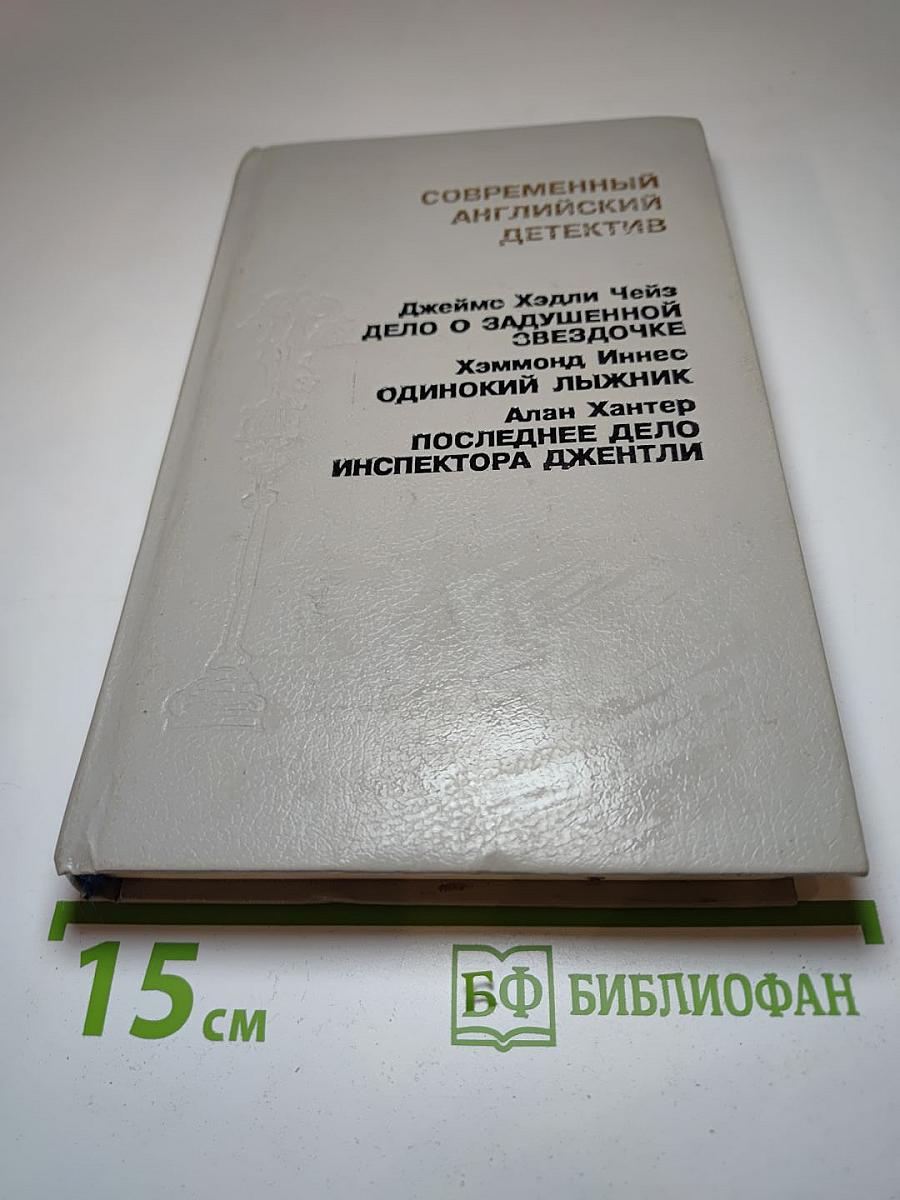 СОВРЕМЕННЫЙ
АНГЛИЙСКИЙ
ДЕТЕКТИВ
Джеймс Хэдли Чейз
ДЕЛО О ЗАДУШЕННОЙ
ЗВЕЗДОЧКЕ
Хэммонд Иннес
ОДИНОКИЙ ЛЫЖНИК
Алан Хантер
ПОСЛЕДНЕЕ ДЕЛО
ИНСПЕКТОРА ДЖЕНТЛИ
15 см
БФ БИБЛИОФАН